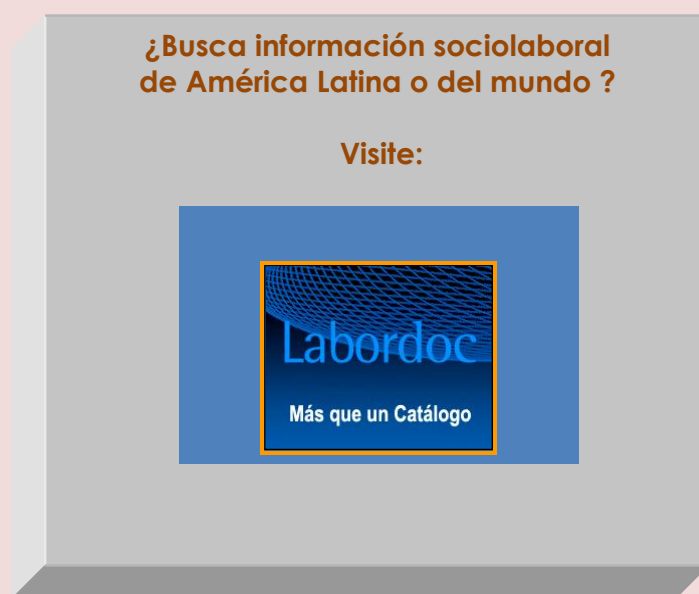 ¿Busca información sociolaboral
de América Latina o del mundo ?
Visite:
Labordoc
Más que un Catálogo